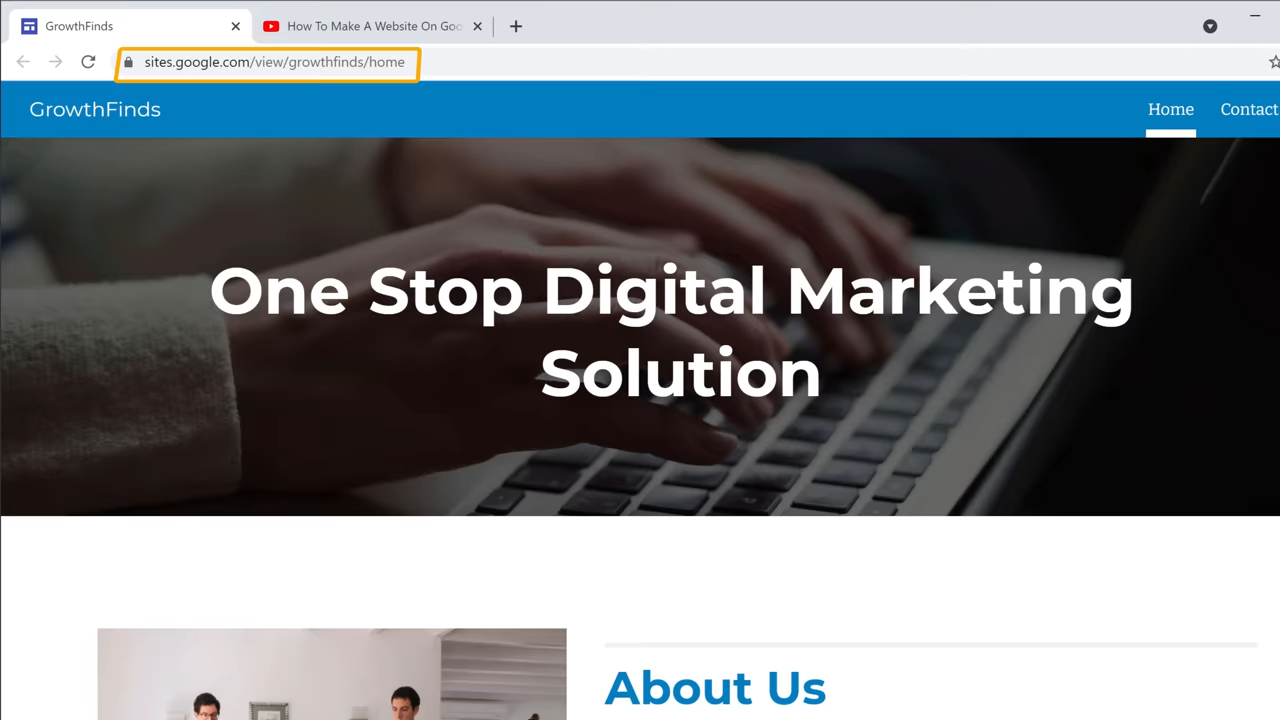 GrowthFinds
How To Make A Website On Goo
sites.google.com/view/growthfinds/home
GrowthFinds
Home
Contact
One Stop Digital Marketing
Solution
About Us